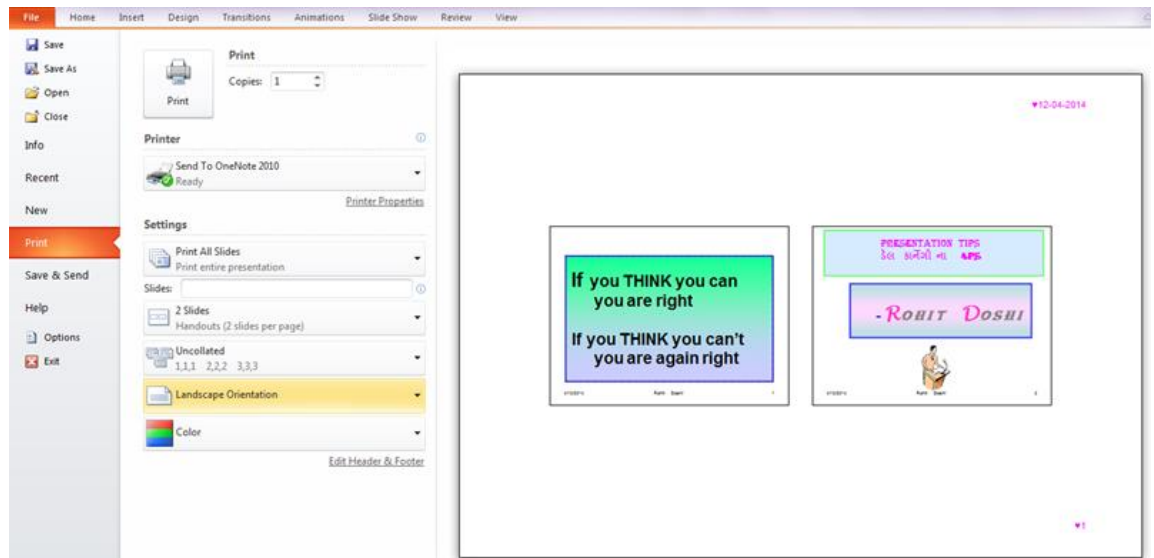 File Home Insert Design Transitions Animations Slide Show Review View
Save
Save As
Open
Close
Info
Recent
New
Print
Save & Send
Help
Options
Exit
Print
Print
Copies: 1
Printer
Send To OneNote 2010
Ready
Printer Properties
Settings
Print All Slides
Print entire presentation
Slides:
2 Slides
Handouts (2 slides per page)
Uncollated
1,1,1 2,2,2 3,3,3
Landscape Orientation
Color
Edit Header & Footer
♥12-04-2014
If you THINK you can
you are right
If you THINK you can't
you are again right
PRESENTATION TIPS
ડેલ કાર્નેગી ના
- ROHIT DOSHI
♥1